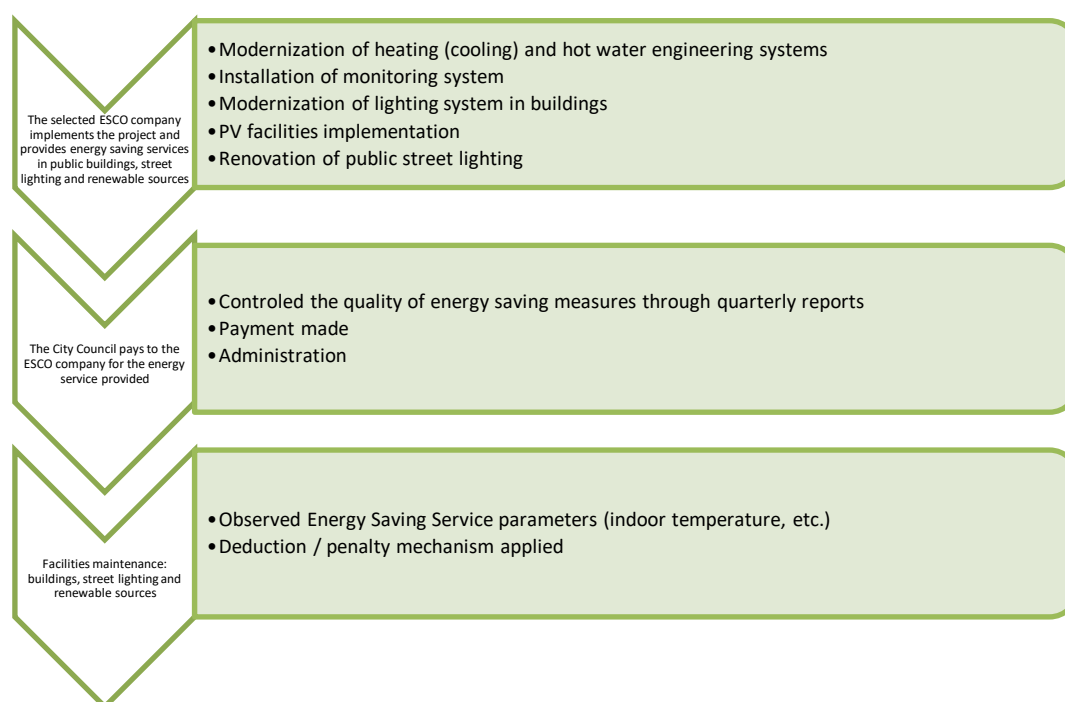 The selected ESCO company
implements the project and
provides energy saving services
in public buildings, street
lighting and renewable sources
•Modernization of heating (cooling) and hot water engineering systems
•Installation of monitoring system
•Modernization of lighting system in buildings
•PV facilities implementation
•Renovation of public street lighting
The City Council pays to the
ESCO company for the energy
service provided
•Controled the quality of energy saving measures through quarterly reports
•Payment made
•Administration
Facilities maintenance:
buildings, street lighting and
renewable sources
•Observed Energy Saving Service parameters (indoor temperature, etc.)
•Deduction / penalty mechanism applied